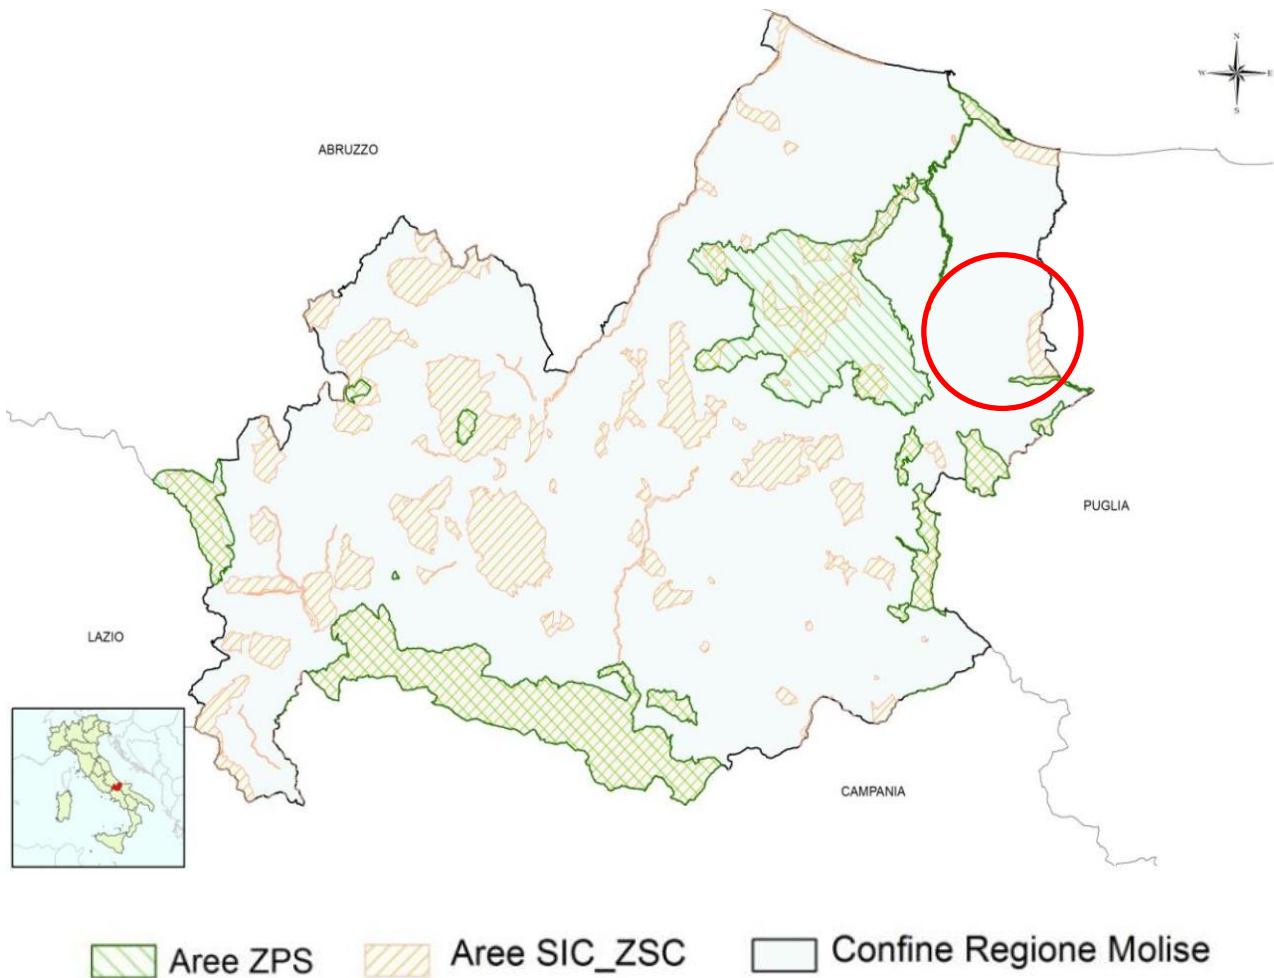 N
W
E
S
ABRUZZO
PUGLIA
LAZIO
CAMPANIA
Aree ZPS
Aree SIC_ZSC
Confine Regione Molise